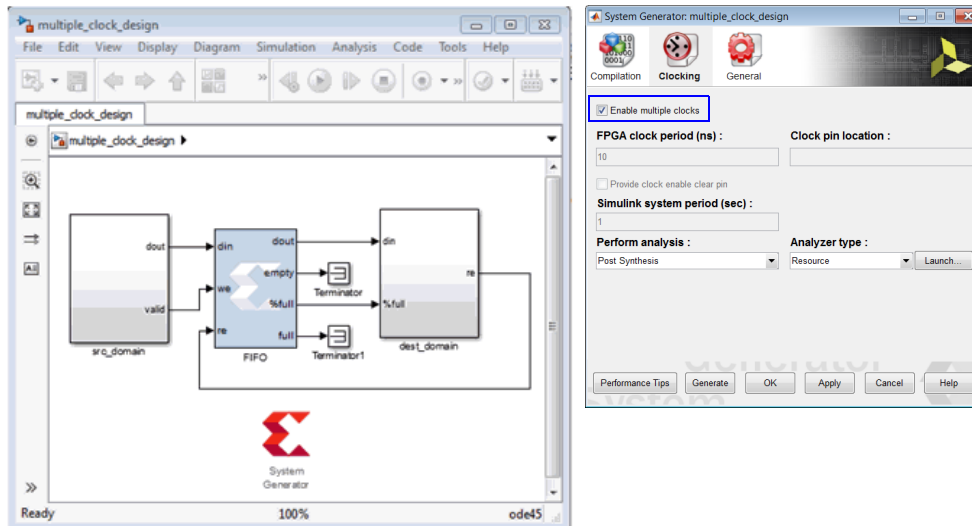 multiple_clock_design
File Edit View Display Diagram Simulation Analysis Code Tools Help
multiple_clock_design
multiple_clock_design
dout
valid
src_domain
din
we
re
dout
empty
%full
full
FIFO
Terminator
Terminator1
din
re
%full
dest_domain
System
Generator
Ready 100% ode45
System Generator: multiple_clock_design
Compilation Clocking General
Enable multiple clocks
FPGA clock period (ns) : Clock pin location :
10
Provide clock enable clear pin
Simulink system period (sec) :
1
Perform analysis : Analyzer type :
Post Synthesis Resource Launch...
Generator
System
Performance Tips Generate OK Apply Cancel Help